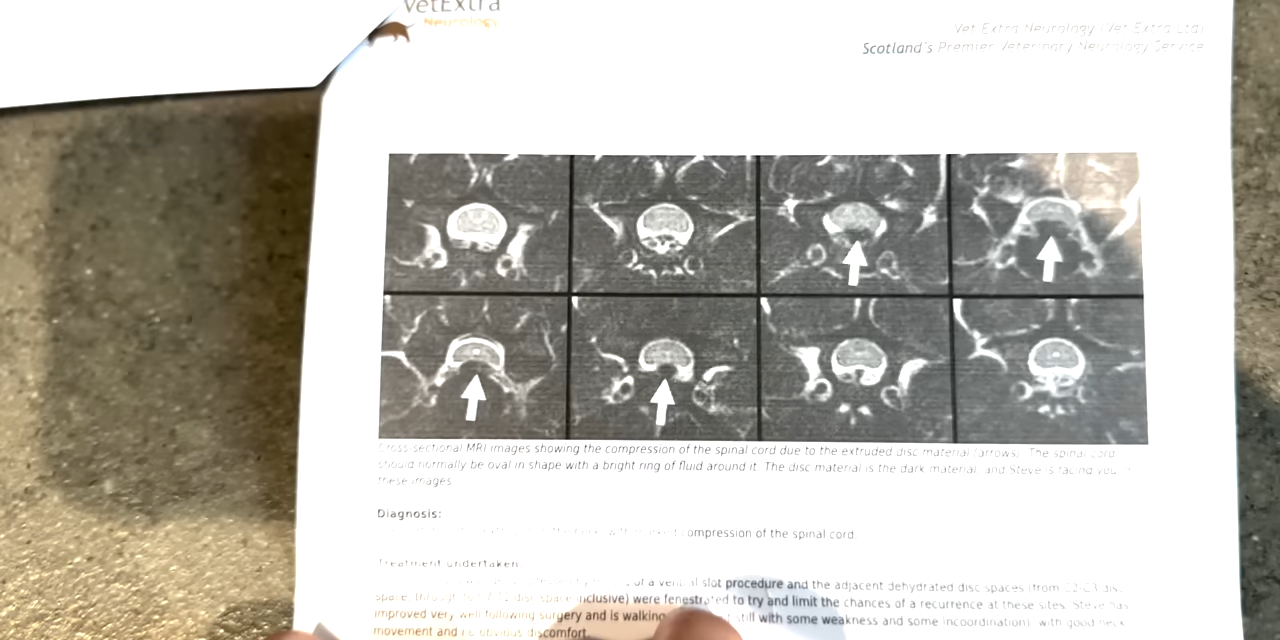 VetExtra
Neurology
Vet Extra Neurology (Vet Extra Ltd)
Scotland's Premier Veterinary Neurology Service
Cross-sectional MRI images showing the compression of the spinal cord due to the extruded disc material (arrows). The spinal cord
should normally be oval in shape with a bright ring of fluid around it. The disc material is the dark material, and Steve is facing you
these images.
Diagnosis:
compression of the spinal cord.
Treatment undertaken:
of a ventral slot procedure and the adjacent dehydrated disc spaces (from C2-C3 disc
space through disc space inclusive) were fenestrated to try and limit the chances of a recurrence at these sites. Steve has
improved very well following surgery and is walking still with some weakness and some incoordination), with good neck
movement and no obvious discomfort.